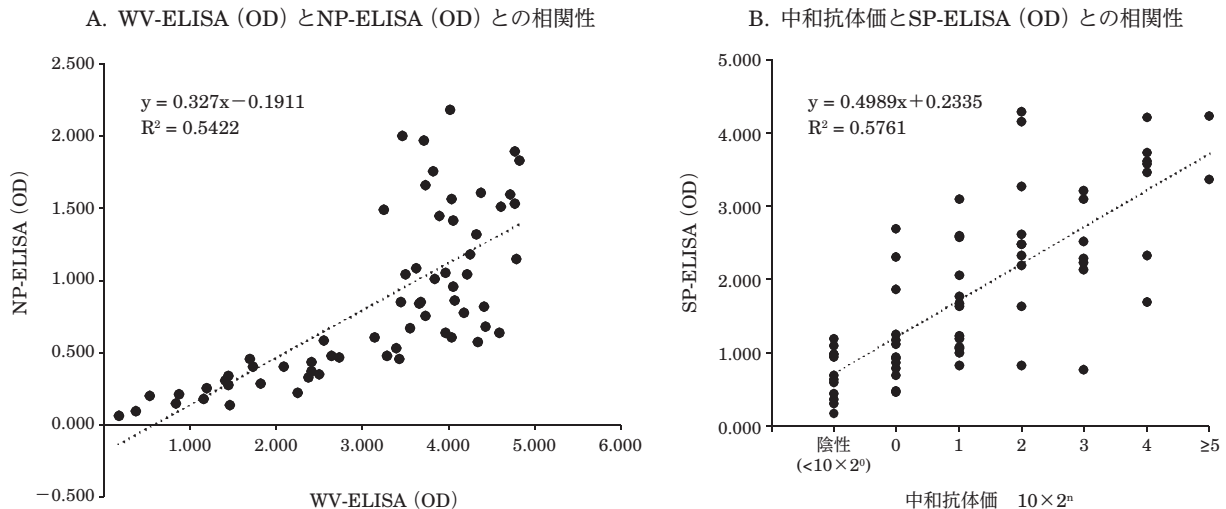 A. WV-ELISA（OD）とNP-ELISA（OD）との相関性
2.500
2.000
1.500
1.000
0.500
0.000
−0.500
NP-ELISA（OD）
y = 0.327x−0.1911
R² = 0.5422
1.000 2.000 3.000 4.000 5.000 6.000
WV-ELISA（OD）
B. 中和抗体価とSP-ELISA（OD）との相関性
5.000
4.000
3.000
2.000
1.000
0.000
SP-ELISA（OD）
y = 0.4989x＋0.2335
R² = 0.5761
陰性 0 1 2 3 4 ≥5
(<10×2⁰)
中和抗体価　10×2ⁿ